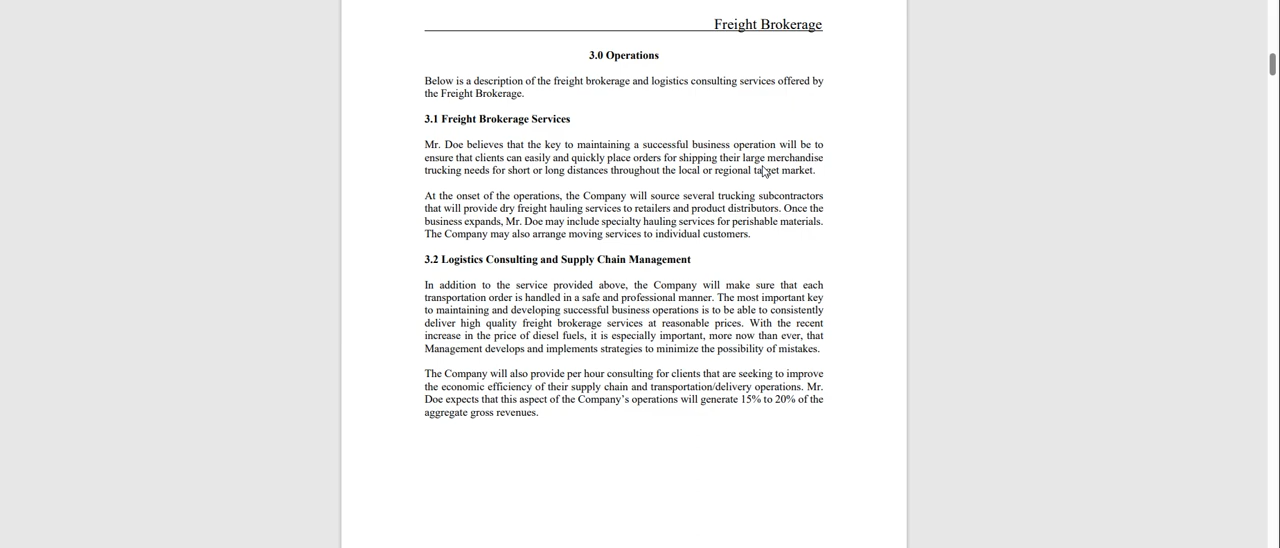 Freight Brokerage
3.0 Operations
Below is a description of the freight brokerage and logistics consulting services offered by
the Freight Brokerage.
3.1 Freight Brokerage Services
Mr. Doe believes that the key to maintaining a successful business operation will be to
ensure that clients can easily and quickly place orders for shipping their large merchandise
trucking needs for short or long distances throughout the local or regional target market.
At the onset of the operations, the Company will source several trucking subcontractors
that will provide dry freight hauling services to retailers and product distributors. Once the
business expands, Mr. Doe may include specialty hauling services for perishable materials.
The Company may also arrange moving services to individual customers.
3.2 Logistics Consulting and Supply Chain Management
In addition to the service provided above, the Company will make sure that each
transportation order is handled in a safe and professional manner. The most important key
to maintaining and developing successful business operations is to be able to consistently
deliver high quality freight brokerage services at reasonable prices. With the recent
increase in the price of diesel fuels, it is especially important, more now than ever, that
Management develops and implements strategies to minimize the possibility of mistakes.
The Company will also provide per hour consulting for clients that are seeking to improve
the economic efficiency of their supply chain and transportation/delivery operations. Mr.
Doe expects that this aspect of the Company’s operations will generate 15% to 20% of the
aggregate gross revenues.